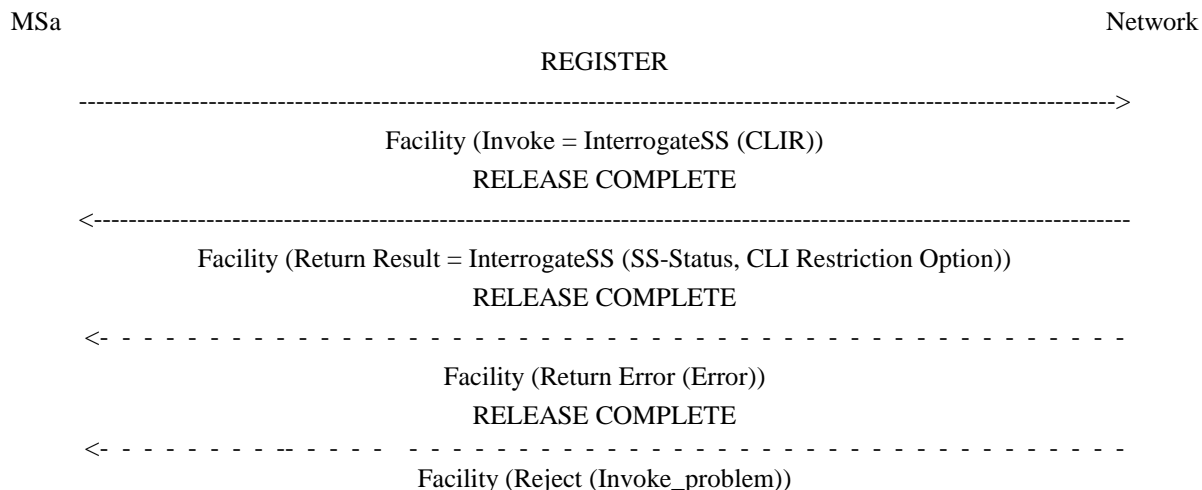 MSa Network
REGISTER
------------------------------------------------------------------------------------------------------------------------>
Facility (Invoke = InterrogateSS (CLIR))
RELEASE COMPLETE
<------------------------------------------------------------------------------------------------------------------------
Facility (Return Result = InterrogateSS (SS-Status, CLI Restriction Option))
RELEASE COMPLETE
<- - - - - - - - - - - - - - - - - - - - - - - - - - - - - - - - - - - - - - - - - - - - - - - -
Facility (Return Error (Error))
RELEASE COMPLETE
<- - - - - - - - -- - - - - - - - - - - - - - - - - - - - - - - - - - - - - - - - - - - - - - -
Facility (Reject (Invoke_problem))